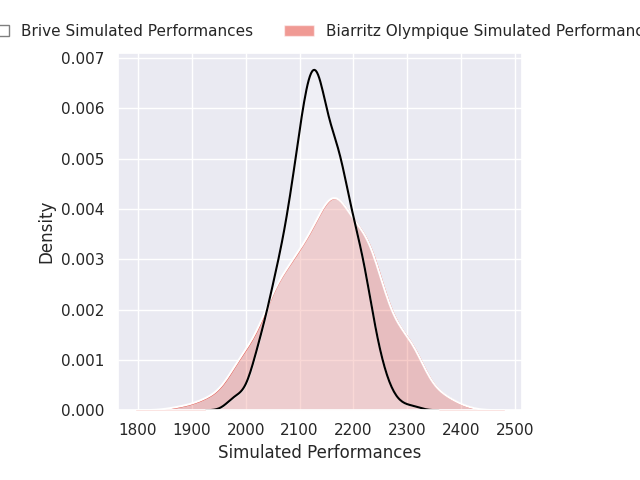 Brive Simulated Performances
Biarritz Olympique Simulated Performanc
0.007
0.006
0.005
0.004
0.003
0.002
0.001
0.000
Density
1800 1900 2000 2100 2200 2300 2400 2500
Simulated Performances